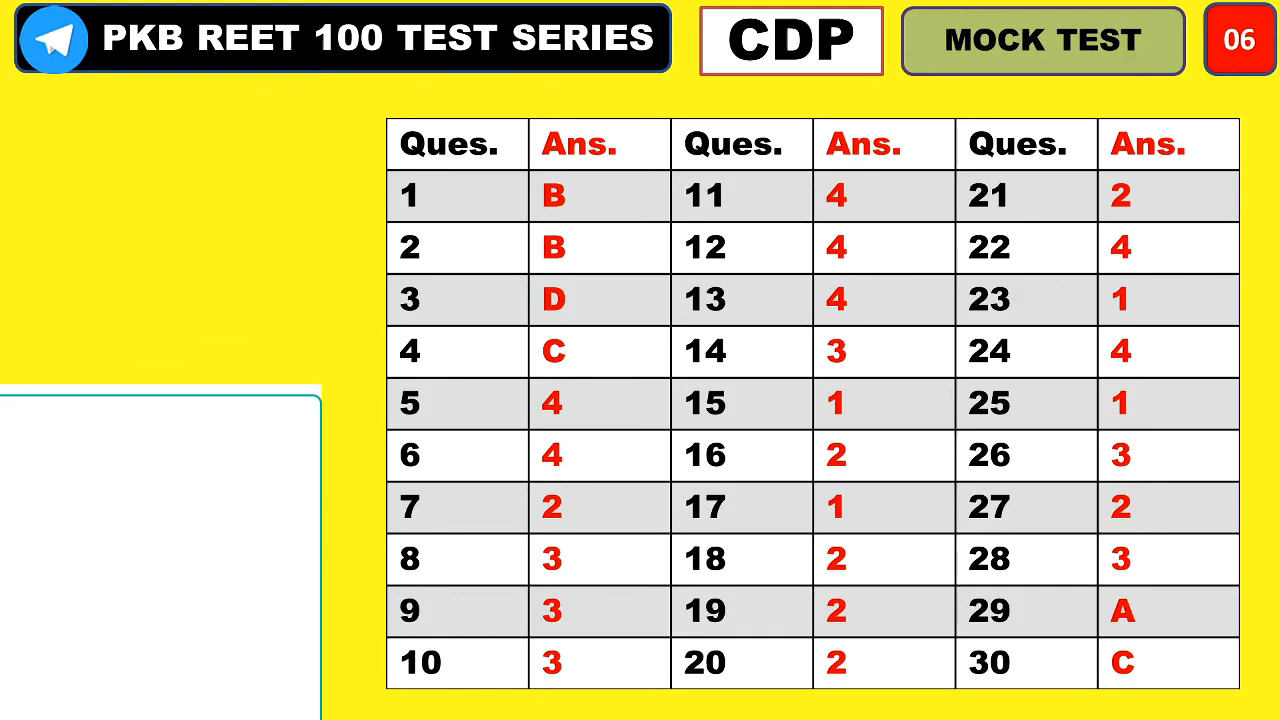 PKB REET 100 TEST SERIES CDP MOCK TEST 06
Ques. Ans. Ques. Ans. Ques. Ans.
1 B 11 4 21 2
2 B 12 4 22 4
3 D 13 4 23 1
4 C 14 3 24 4
5 4 15 1 25 1
6 4 16 2 26 3
7 2 17 1 27 2
8 3 18 2 28 3
9 3 19 2 29 A
10 3 20 2 30 C